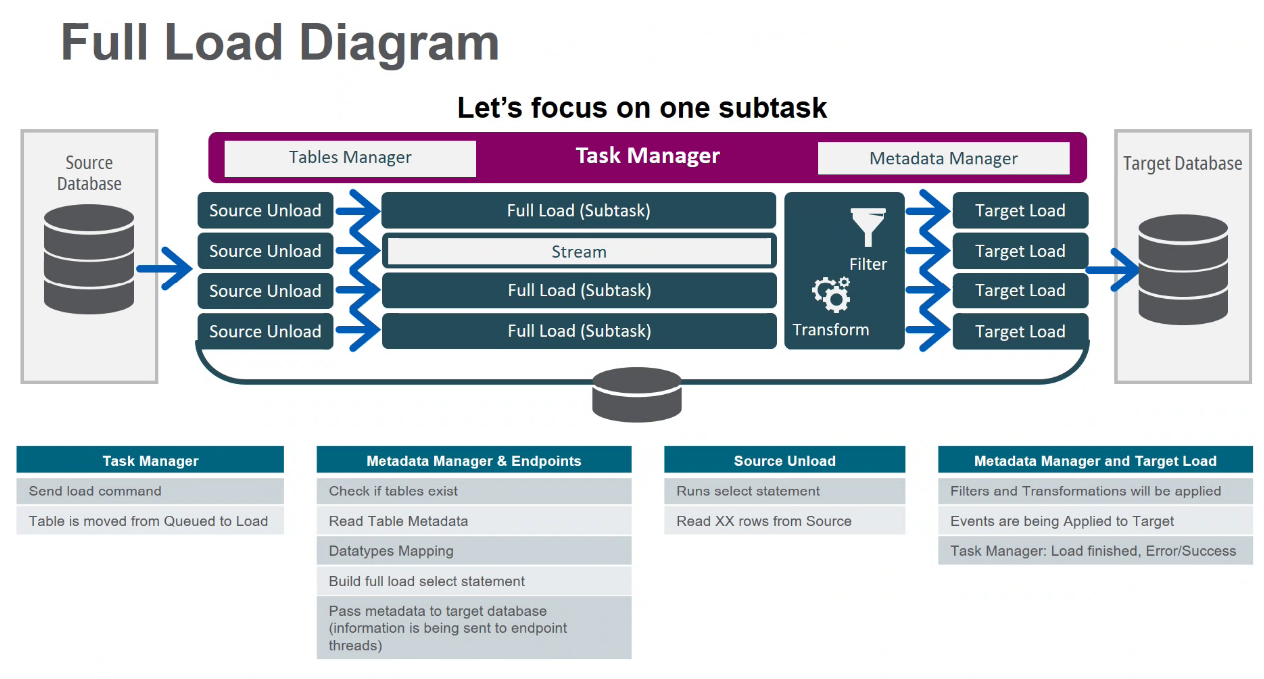 Full Load Diagram
Let's focus on one subtask
Source
Database
Tables Manager
Task Manager
Metadata Manager
Target Database
Source Unload
Full Load (Subtask)
Target Load
Source Unload
Stream
Target Load
Source Unload
Full Load (Subtask)
Target Load
Source Unload
Full Load (Subtask)
Target Load
Filter
Transform
Task Manager
Send load command
Table is moved from Queued to Load
Metadata Manager & Endpoints
Check if tables exist
Read Table Metadata
Datatypes Mapping
Build full load select statement
Pass metadata to target database
(information is being sent to endpoint
threads)
Source Unload
Runs select statement
Read XX rows from Source
Metadata Manager and Target Load
Filters and Transformations will be applied
Events are being Applied to Target
Task Manager: Load finished, Error/Success